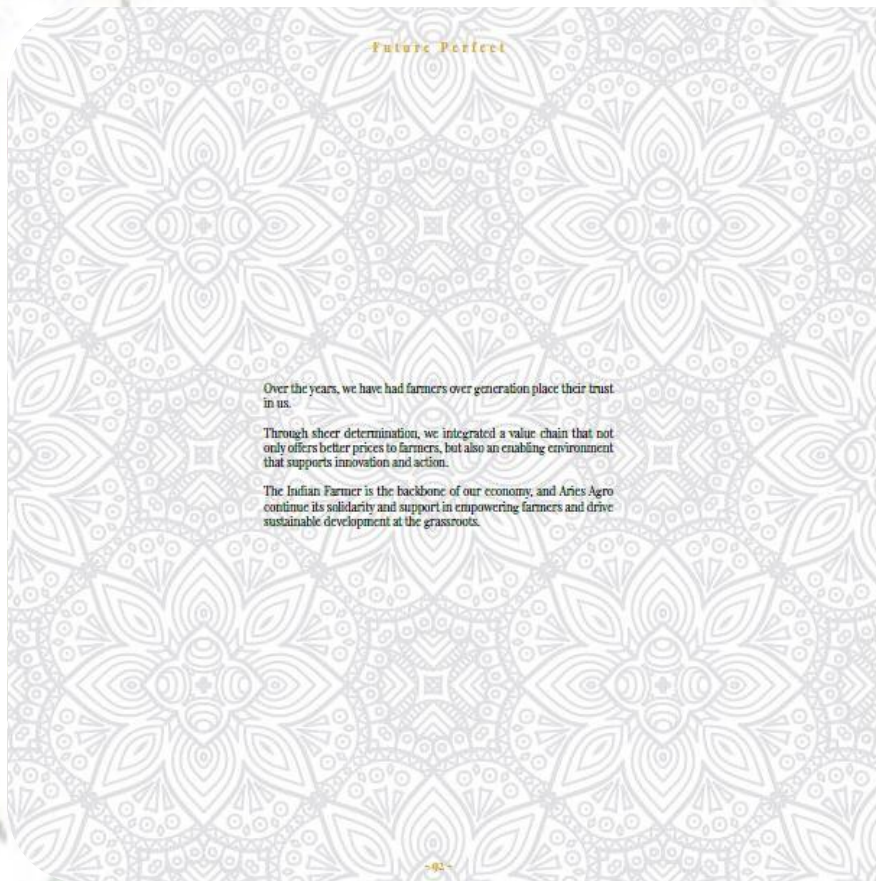 Future Perfect
Over the years, we have had farmers over generation place their trust
in us.
Through sheer determination, we integrated a value chain that not
only offers better prices to farmers, but also an enabling environment
that supports innovation and action.
The Indian Farmer is the backbone of our economy, and Aries Agro
continue its solidarity and support in empowering farmers and drive
sustainable development at the grassroots.
~ 92 ~